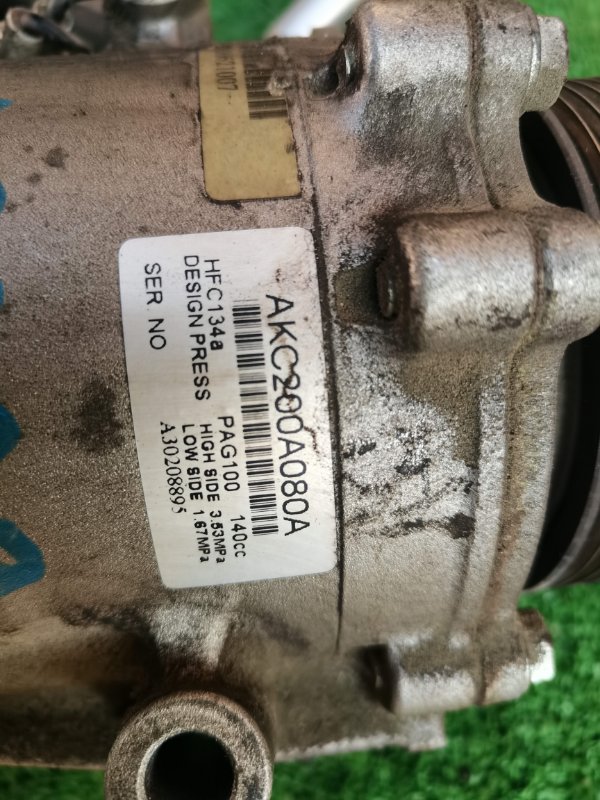 AKC200A080A
HFC134a PAG100 140cc
DESIGN PRESS HIGH SIDE 3.53MPa
LOW SIDE 1.67MPa
SER. NO A30208895